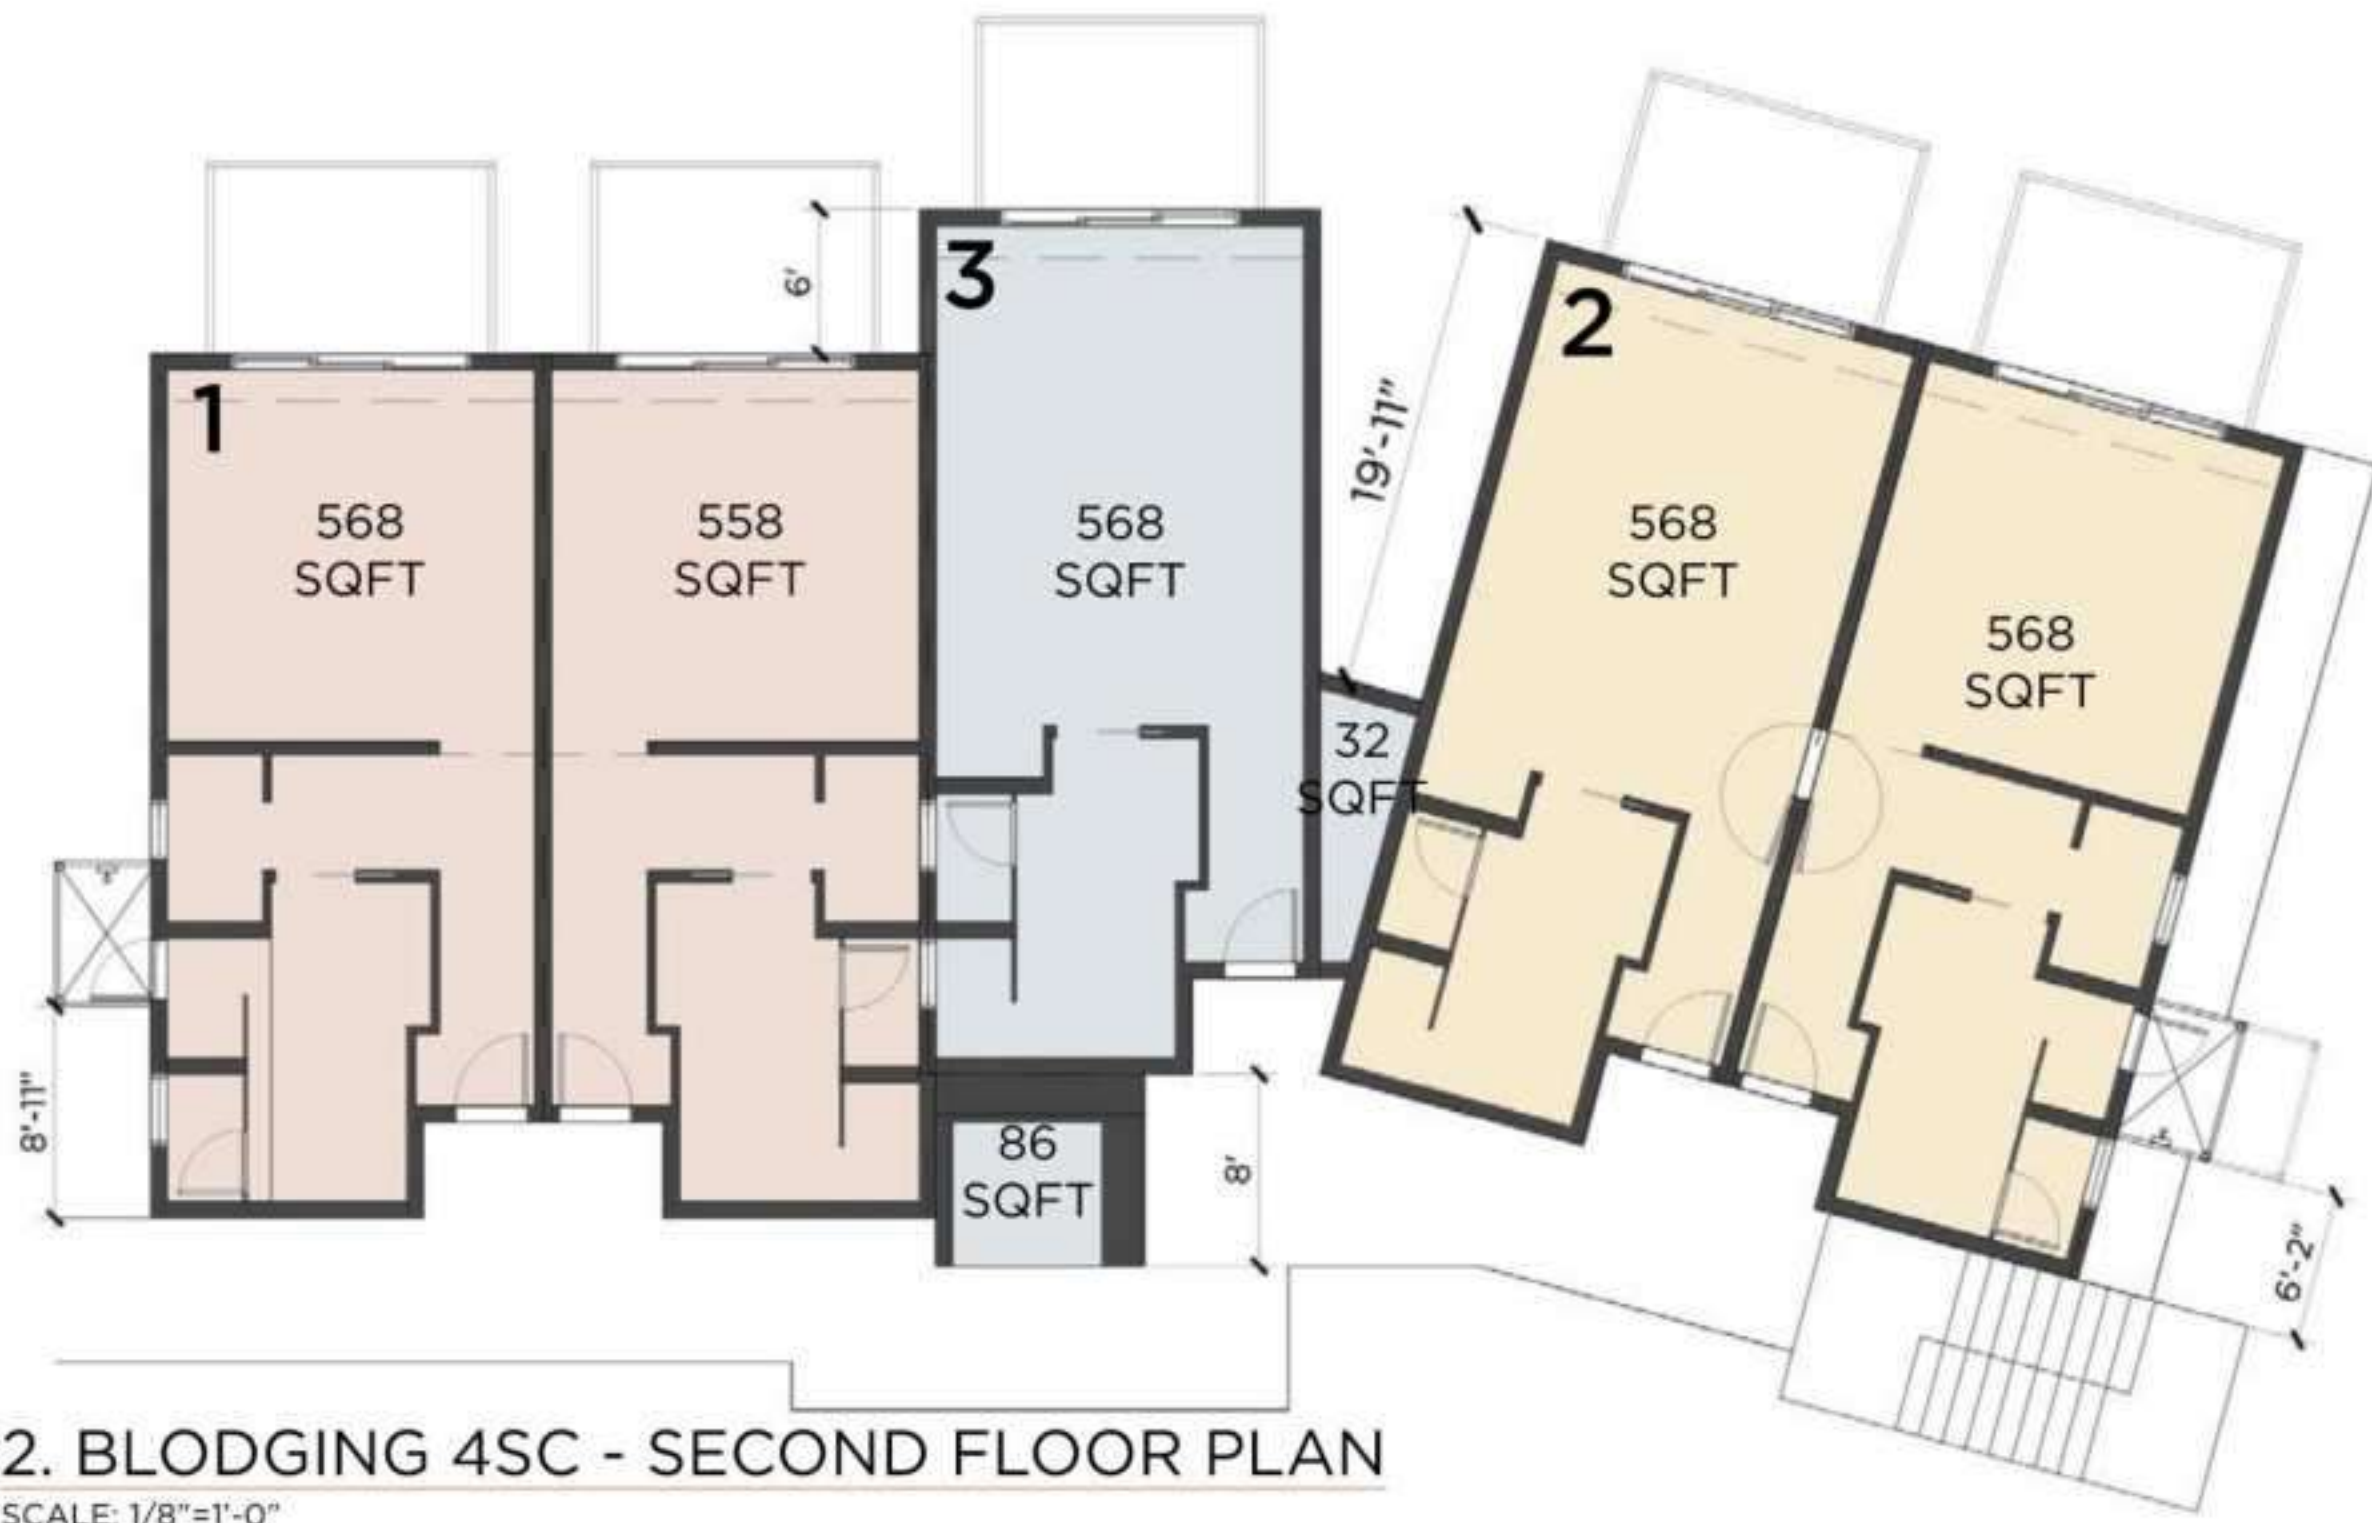 1
568
SQFT
558
SQFT
6'
3
568
SQFT
19'-11"
2
568
SQFT
568
SQFT
32
SQFT
8'-11"
86
SQFT
8'
6'-2"
2. BLODGING 4SC - SECOND FLOOR PLAN
SCALE: 1/8"=1'-0"